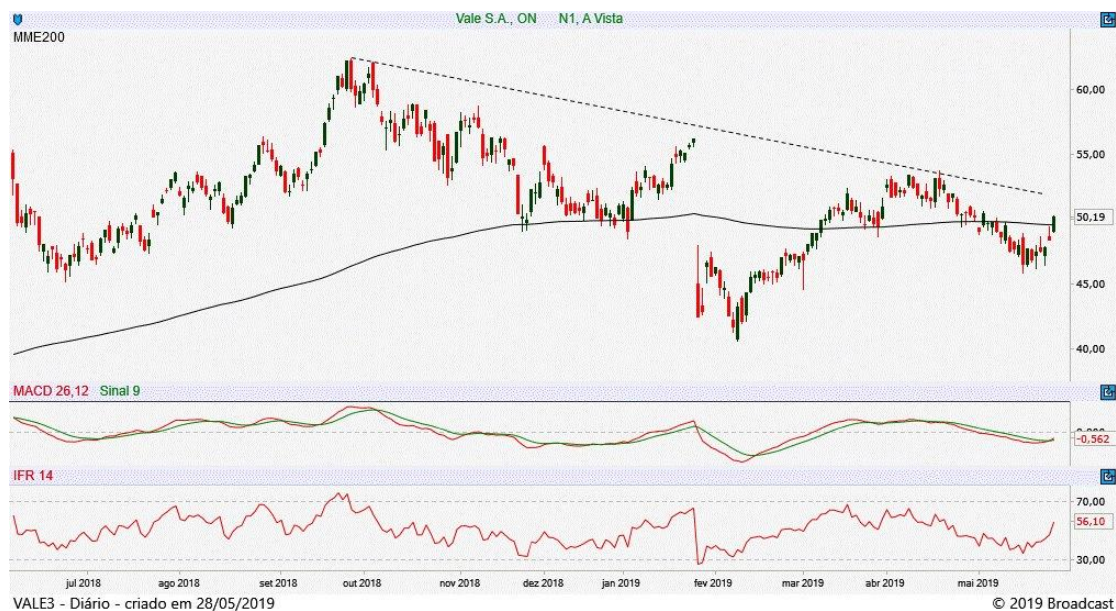 Vale S.A., ON N1, A Vista
MME200
60,00
55,00
50,19
45,00
40,00
MACD 26,12 Sinal 9
-0,562
IFR 14
70,00
56,10
30,00
jul 2018 ago 2018 set 2018 out 2018 nov 2018 dez 2018 jan 2019 fev 2019 mar 2019 abr 2019 mai 2019
VALE3 - Diário - criado em 28/05/2019 © 2019 Broadcast